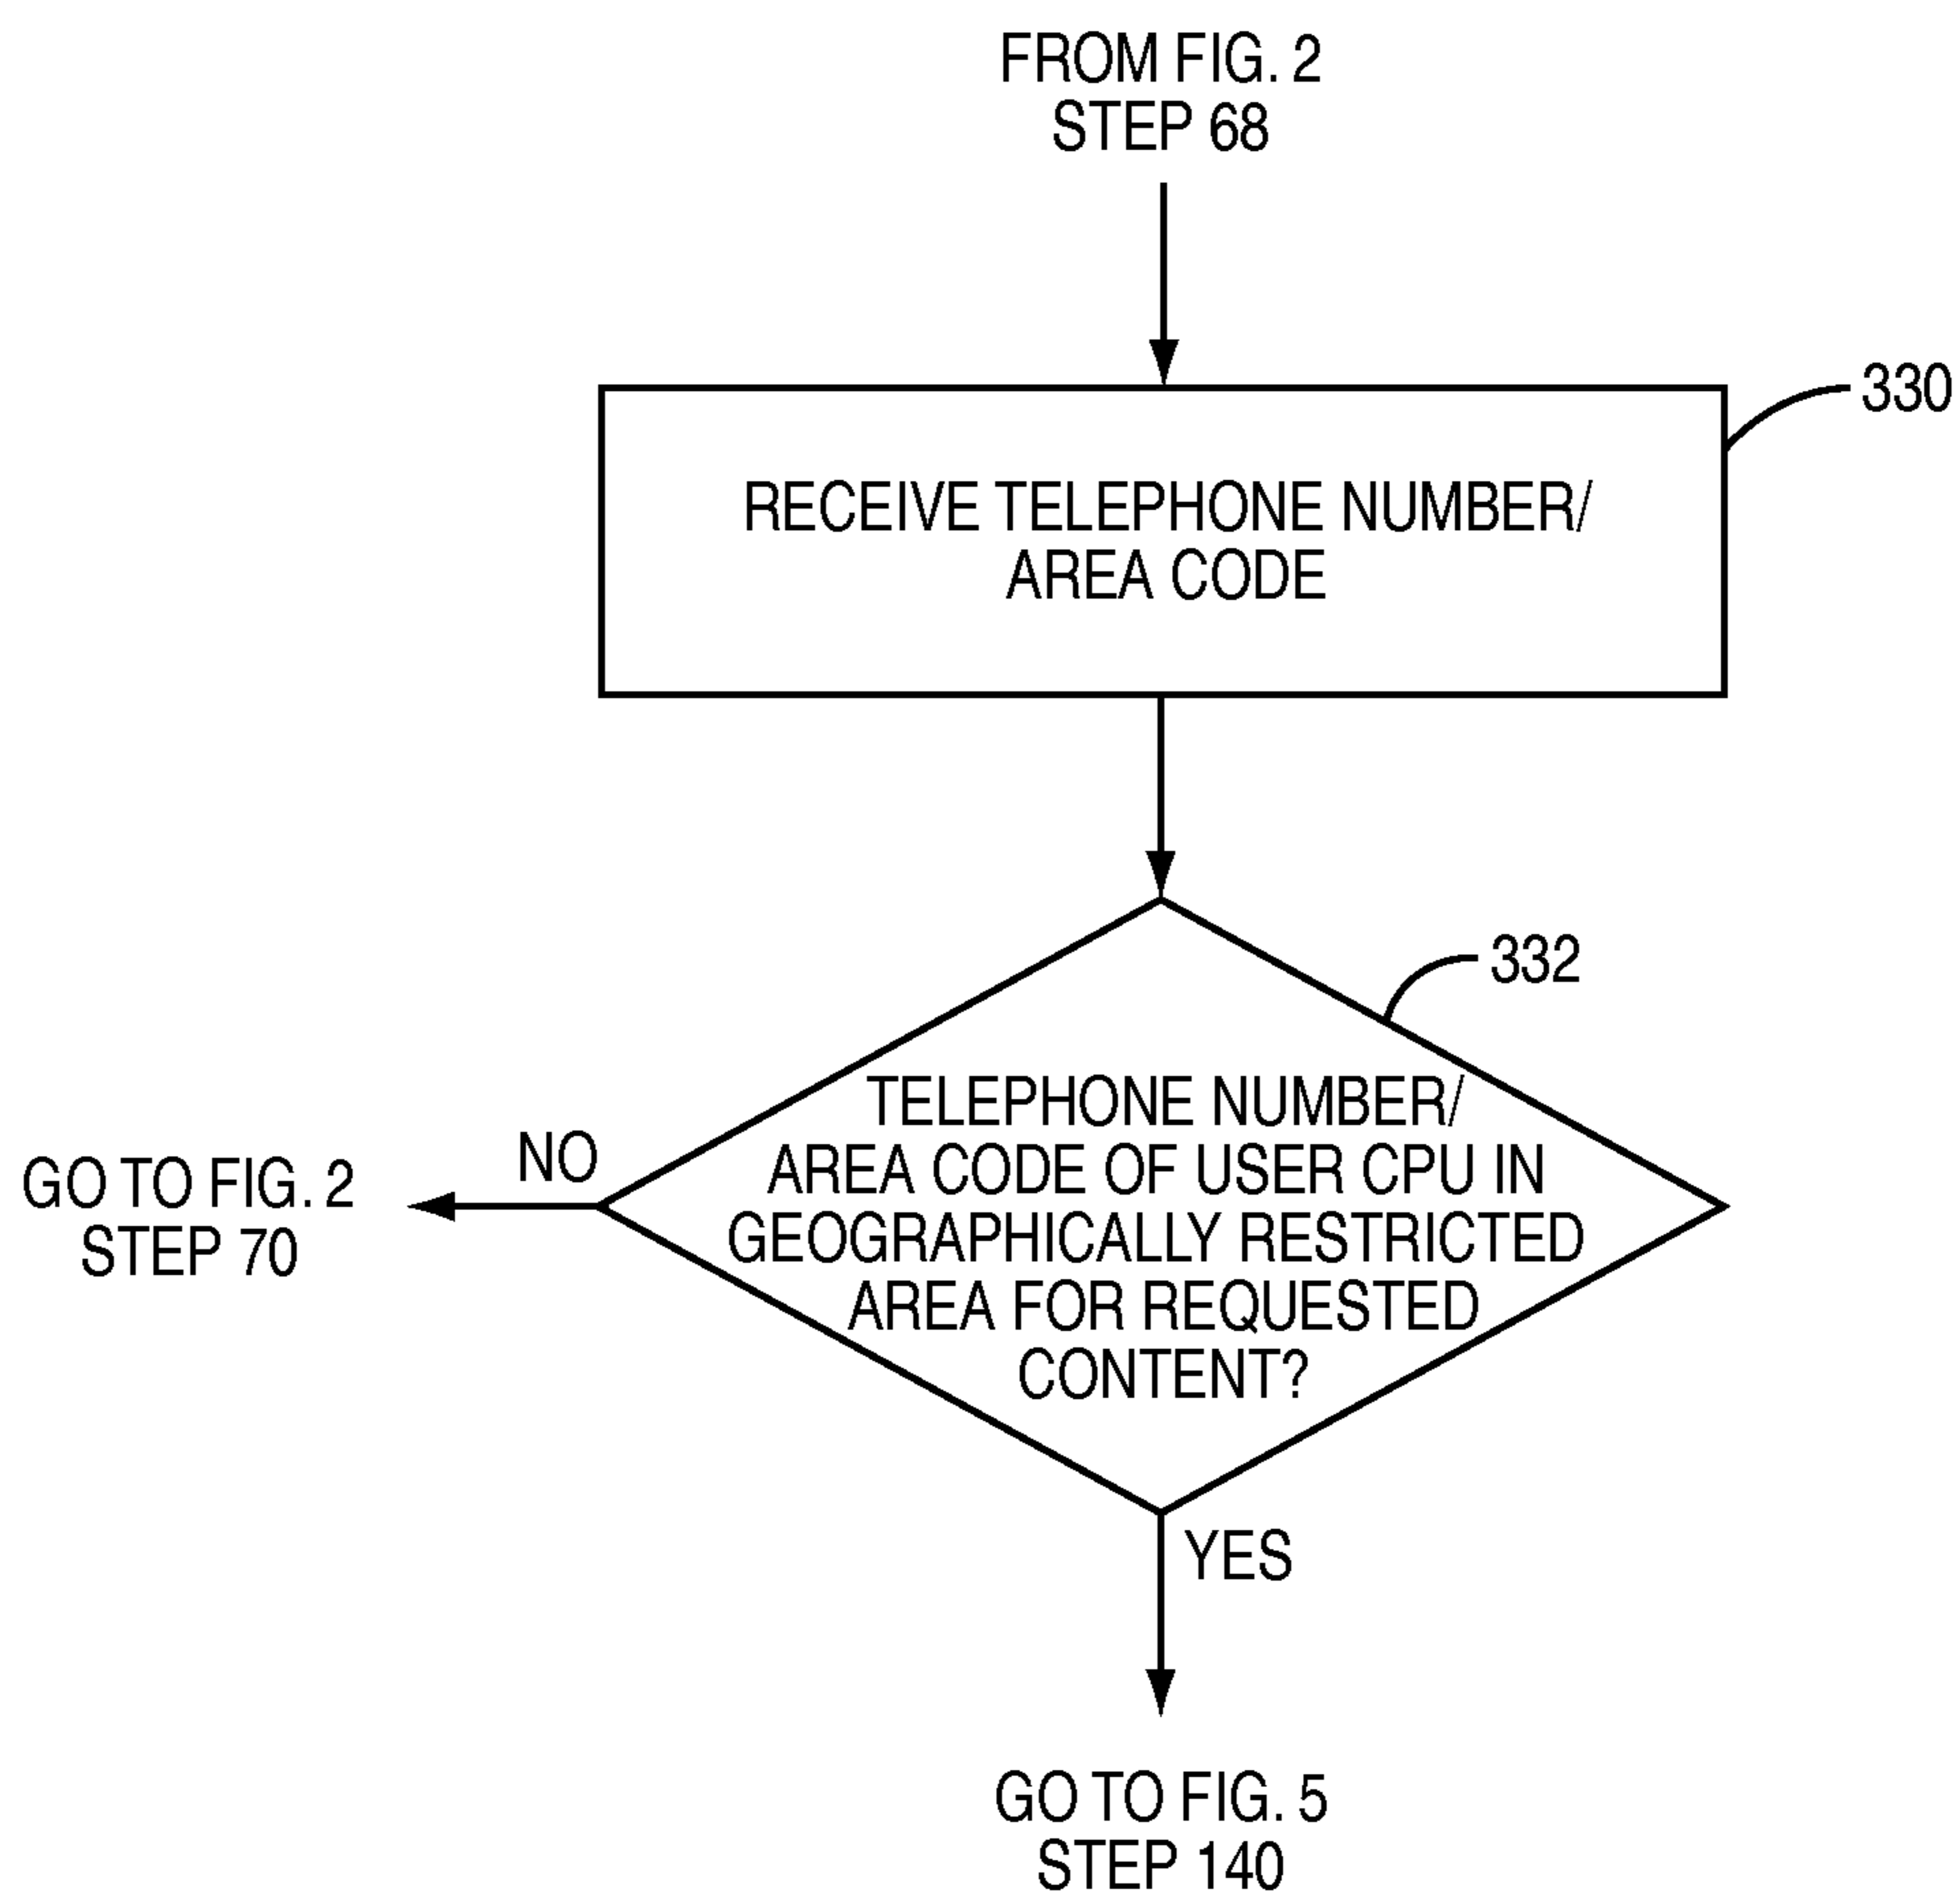 FROM FIG. 2
STEP 68
330
RECEIVE TELEPHONE NUMBER/
AREA CODE
332
TELEPHONE NUMBER/
AREA CODE OF USER CPU IN
GEOGRAPHICALLY RESTRICTED
AREA FOR REQUESTED
CONTENT?
NO
GO TO FIG. 2
STEP 70
YES
GO TO FIG. 5
STEP 140